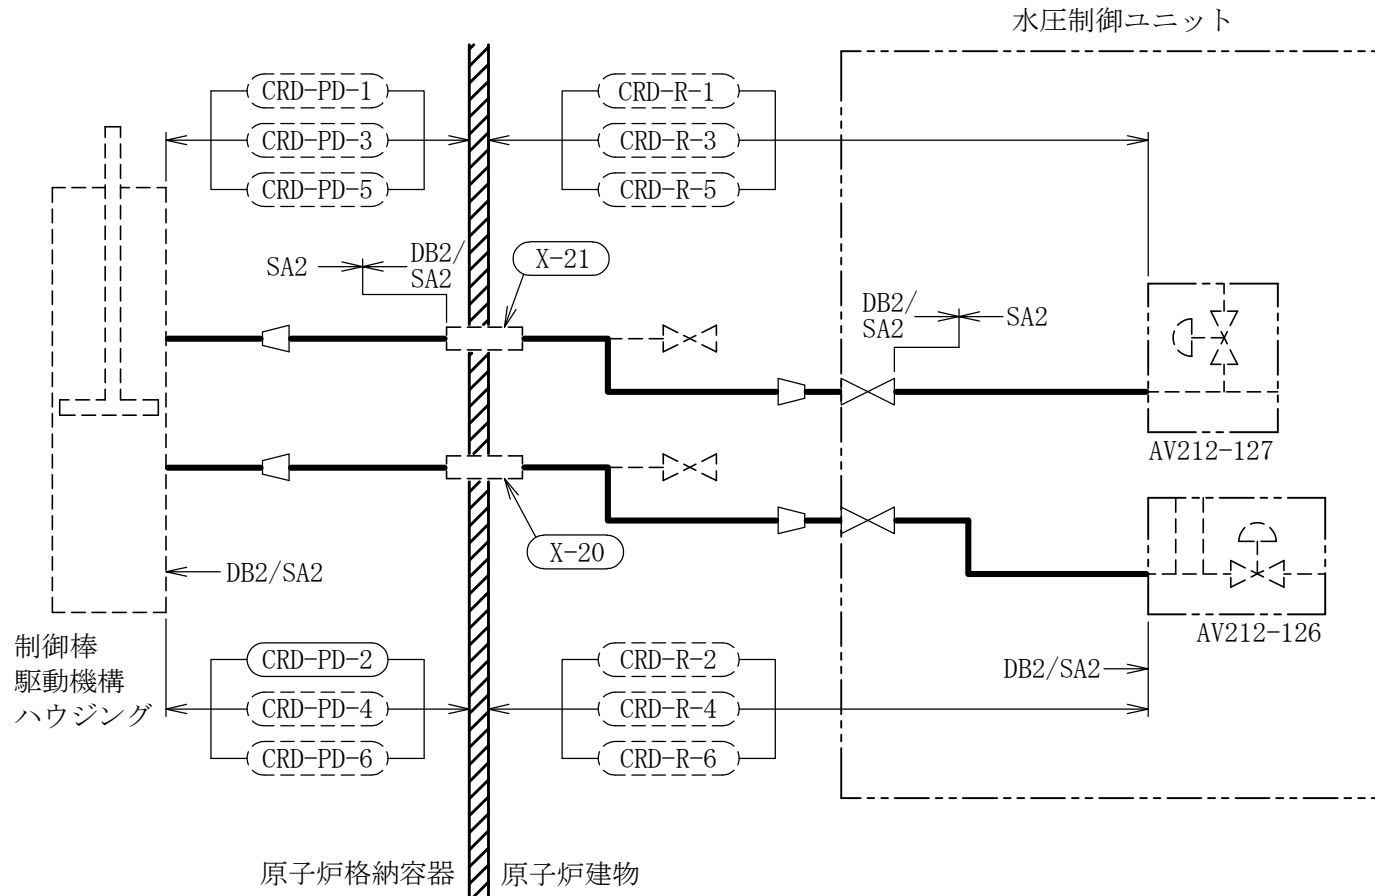 水圧制御ユニット
CRD-PD-1
CRD-R-1
CRD-PD-3
CRD-R-3
CRD-PD-5
CRD-R-5
SA2
DB2/
SA2
X-21
DB2/
SA2
SA2
AV212-127
X-20
DB2/SA2
AV212-126
制御棒
駆動機構
ハウジング
CRD-PD-2
CRD-R-2
DB2/SA2
CRD-PD-4
CRD-R-4
CRD-PD-6
CRD-R-6
原子炉格納容器
原子炉建物